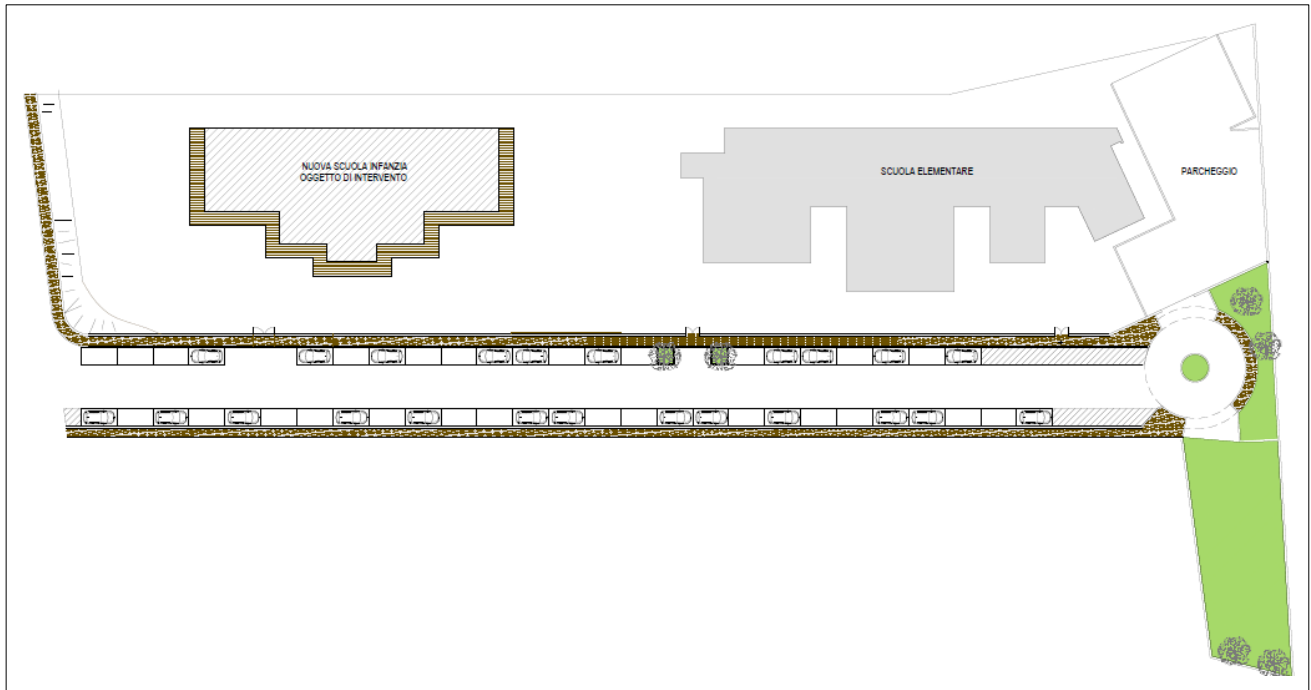 NUOVA SCUOLA INFANZIA
OGGETTO DI INTERVENTO
SCUOLA ELEMENTARE
PARCHEGGIO